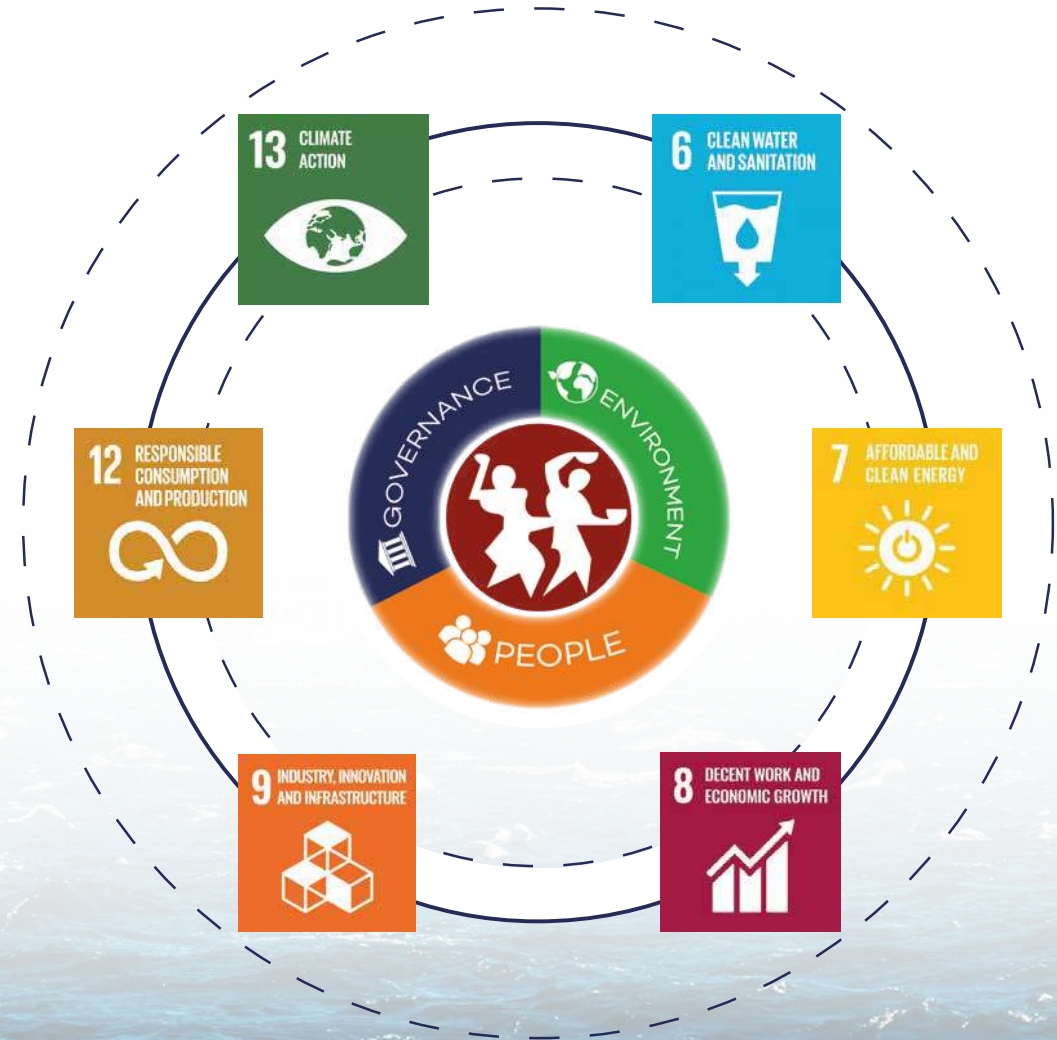 13 CLIMATE
ACTION
6 CLEAN WATER
AND SANITATION
GOVERNANCE
ENVIRONMENT
PEOPLE
12 RESPONSIBLE
CONSUMPTION
AND PRODUCTION
7 AFFORDABLE AND
CLEAN ENERGY
9 INDUSTRY, INNOVATION
AND INFRASTRUCTURE
8 DECENT WORK AND
ECONOMIC GROWTH